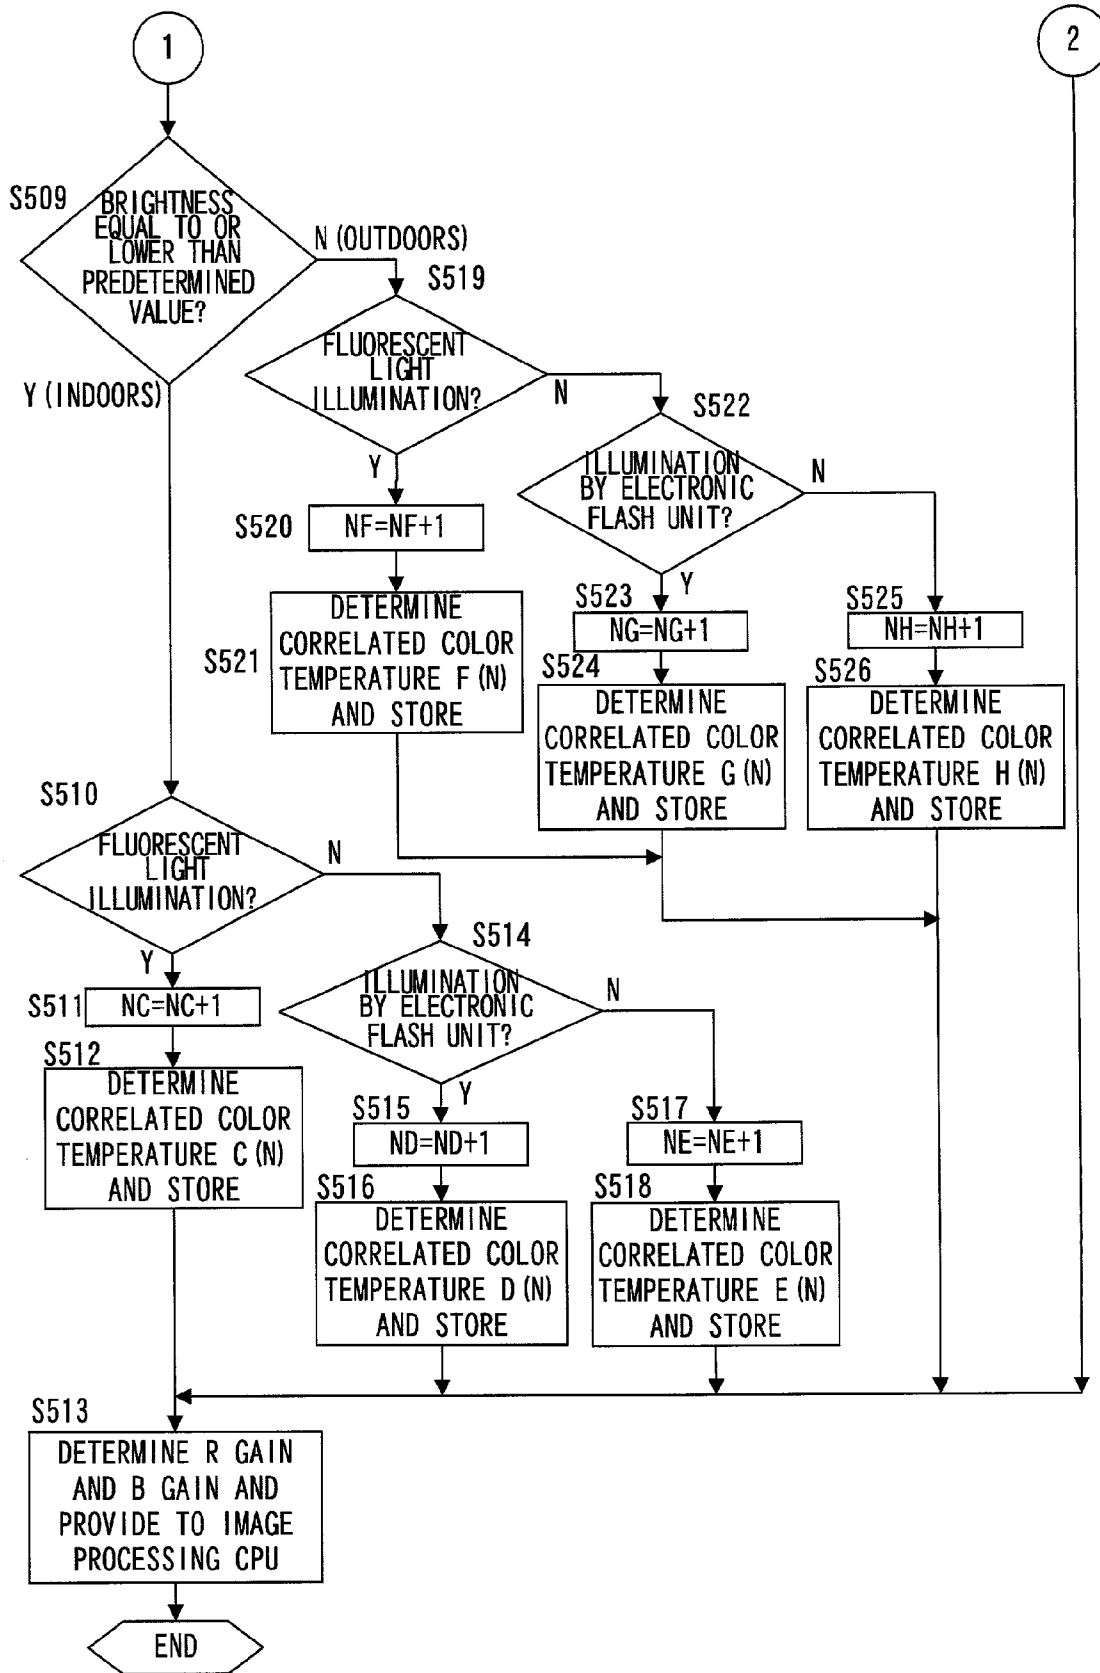 1
2
S509
BRIGHTNESS
EQUAL TO OR
LOWER THAN
PREDETERMINED
VALUE?
N (OUTDOORS)
Y (INDOORS)
S519
FLUORESCENT
LIGHT
ILLUMINATION?
N
Y
S522
ILLUMINATION
BY ELECTRONIC
FLASH UNIT?
N
Y
S520
NF=NF+1
S521
DETERMINE
CORRELATED COLOR
TEMPERATURE F (N)
AND STORE
S523
NG=NG+1
S524
DETERMINE
CORRELATED COLOR
TEMPERATURE G (N)
AND STORE
S525
NH=NH+1
S526
DETERMINE
CORRELATED COLOR
TEMPERATURE H (N)
AND STORE
S510
FLUORESCENT
LIGHT
ILLUMINATION?
N
Y
S511
NC=NC+1
S512
DETERMINE
CORRELATED COLOR
TEMPERATURE C (N)
AND STORE
S514
ILLUMINATION
BY ELECTRONIC
FLASH UNIT?
N
Y
S515
ND=ND+1
S516
DETERMINE
CORRELATED COLOR
TEMPERATURE D (N)
AND STORE
S517
NE=NE+1
S518
DETERMINE
CORRELATED COLOR
TEMPERATURE E (N)
AND STORE
S513
DETERMINE R GAIN
AND B GAIN AND
PROVIDE TO IMAGE
PROCESSING CPU
END